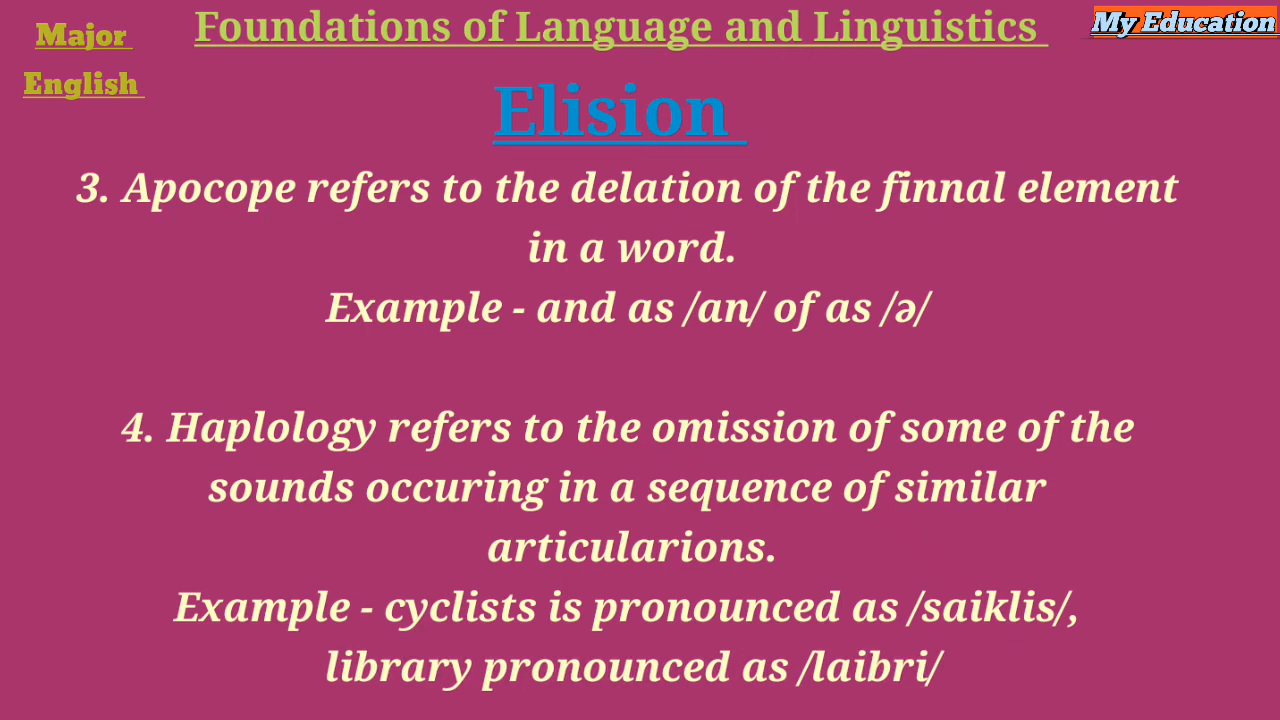 Major
English
Foundations of Language and Linguistics
My Education
Elision
3. Apocope refers to the delation of the finnal element
in a word.
Example - and as /an/ of as /ə/
4. Haplology refers to the omission of some of the
sounds occuring in a sequence of similar
articularions.
Example - cyclists is pronounced as /saiklis/,
library pronounced as /laibri/